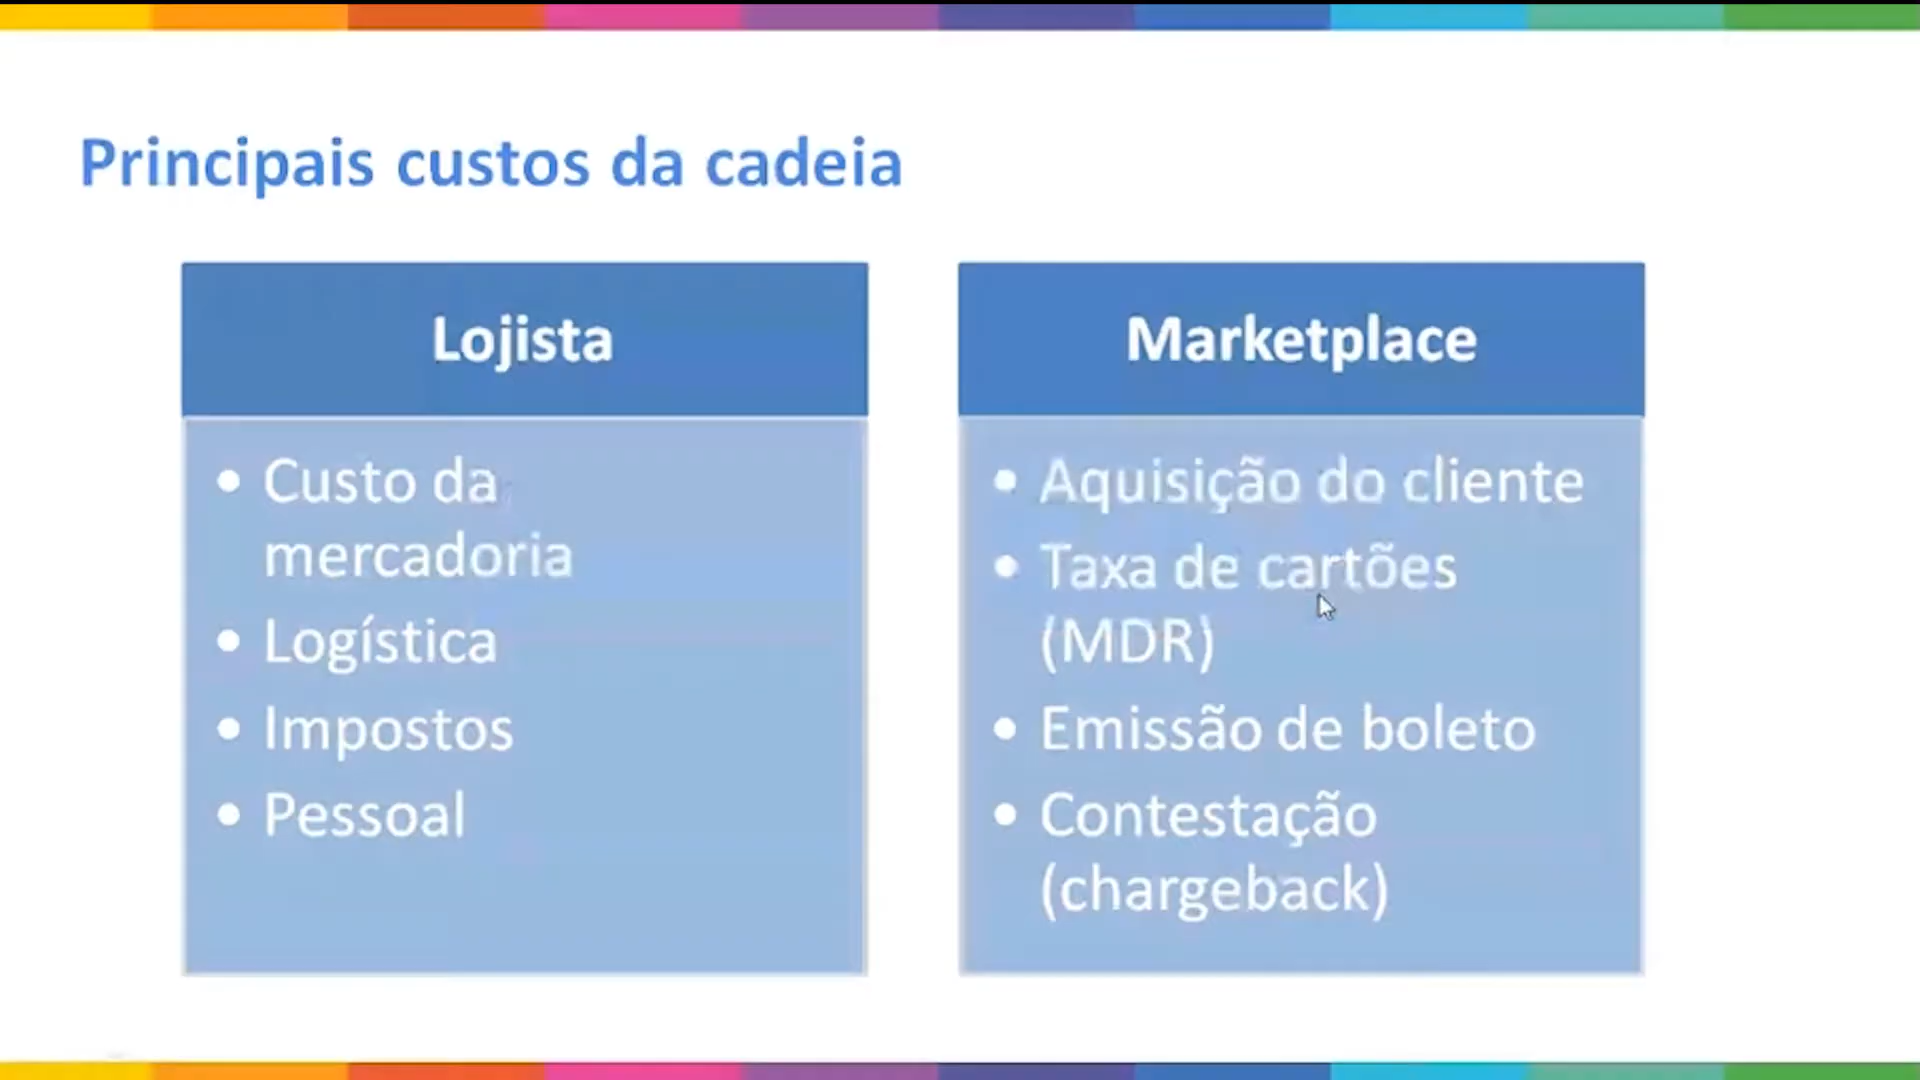 Principais custos da cadeia
Lojista
• Custo da
mercadoria
• Logística
• Impostos
• Pessoal
Marketplace
• Aquisição do cliente
• Taxa de cartões
(MDR)
• Emissão de boleto
• Contestação
(chargeback)